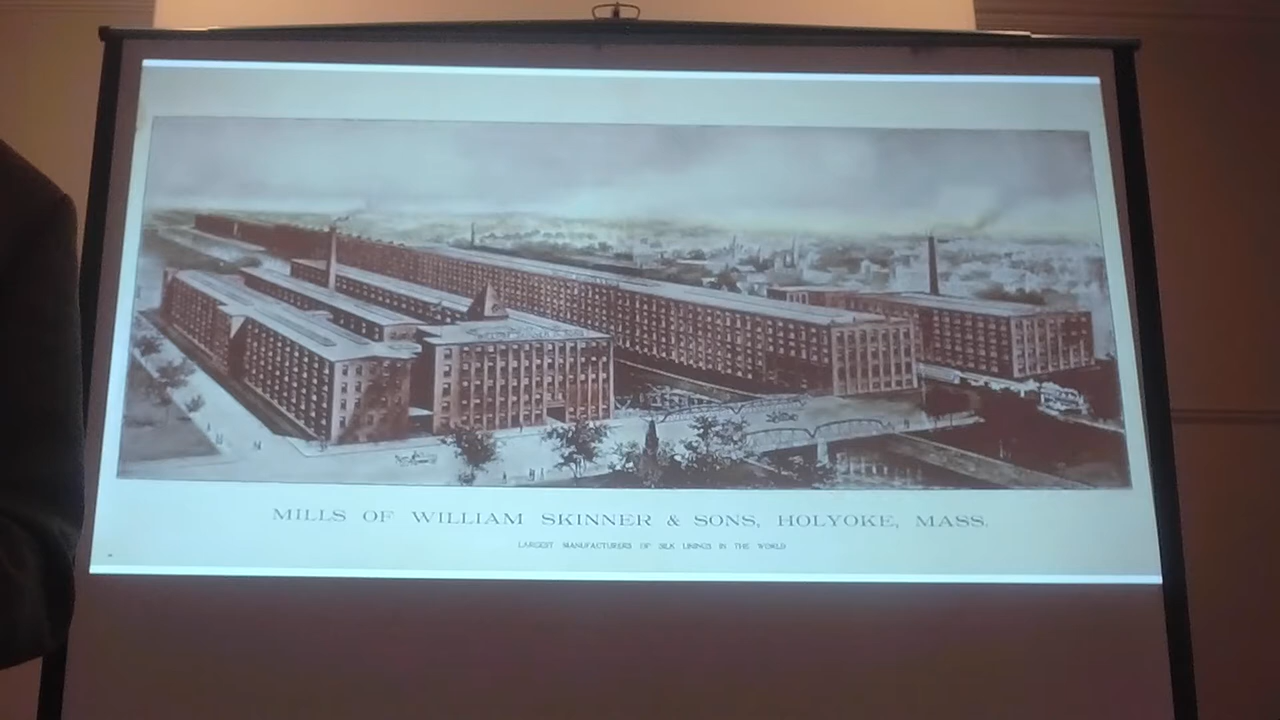 MILLS OF WILLIAM SKINNER & SONS, HOLYOKE, MASS.
LARGEST MANUFACTURERS OF SILK LININGS IN THE WORLD